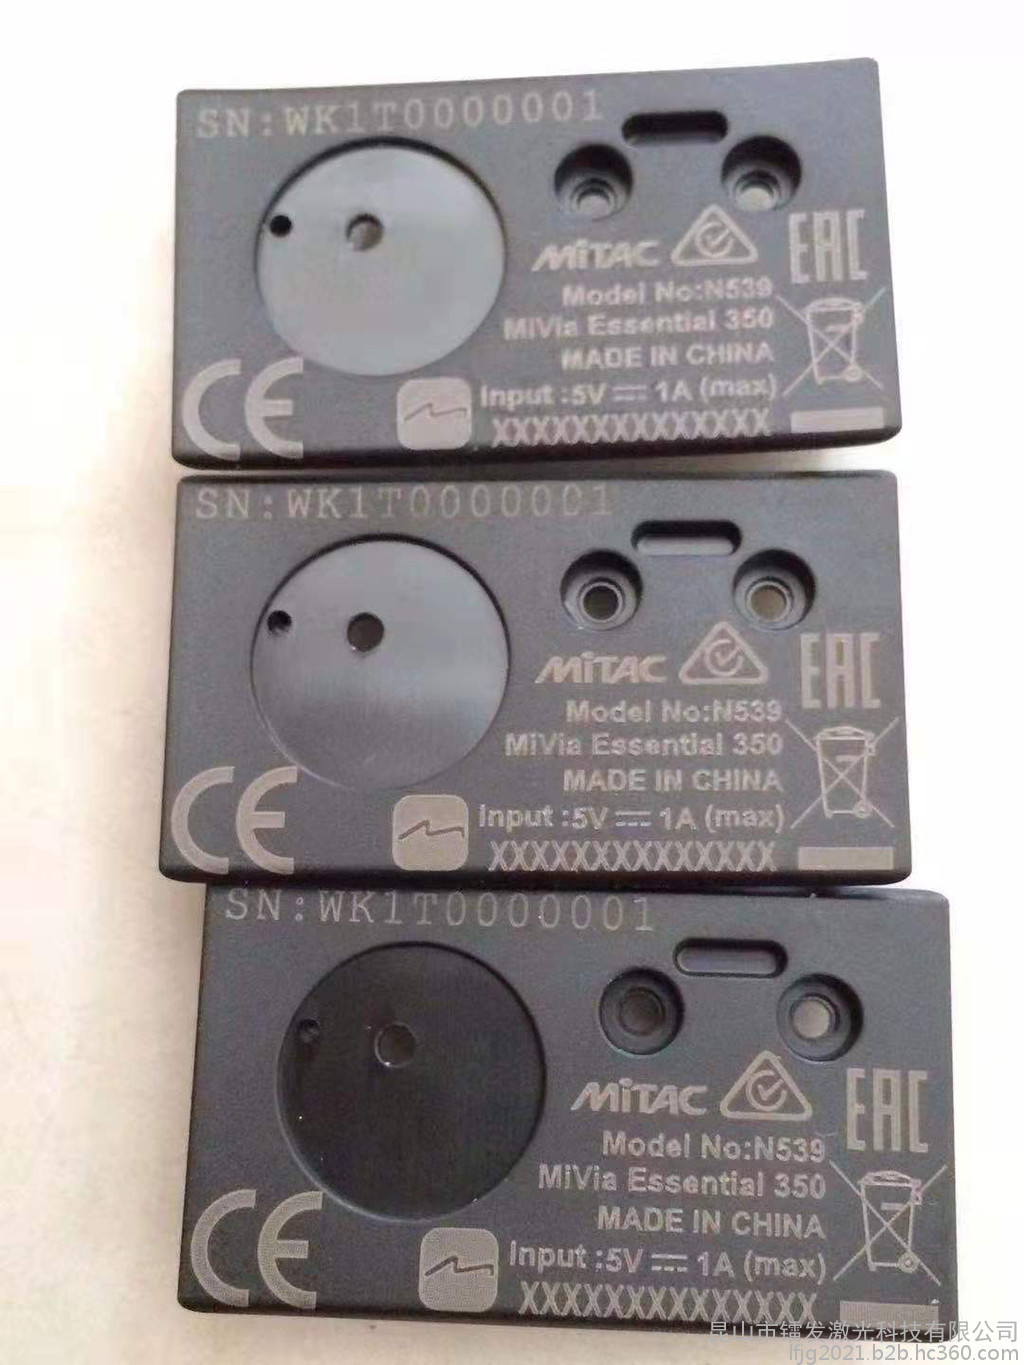 SN:WK1T0000001
MiTAC
EAC
Model No:N539
MiVia Essential 350
MADE IN CHINA
CE
Input :5V ⎓ 1A (max)
XXXXXXXXXXXXXX
SN:WK1T0000001
MiTAC
EAC
Model No:N539
MiVia Essential 350
MADE IN CHINA
CE
Input :5V ⎓ 1A (max)
XXXXXXXXXXXXXX
SN:WK1T0000001
MiTAC
EAC
Model No:N539
MiVia Essential 350
MADE IN CHINA
CE
Input :5V ⎓ 1A (max)
XXXXXXXXXXXXXX
昆山市镭发激光科技有限公司
lfjg2021.b2b.hc360.com